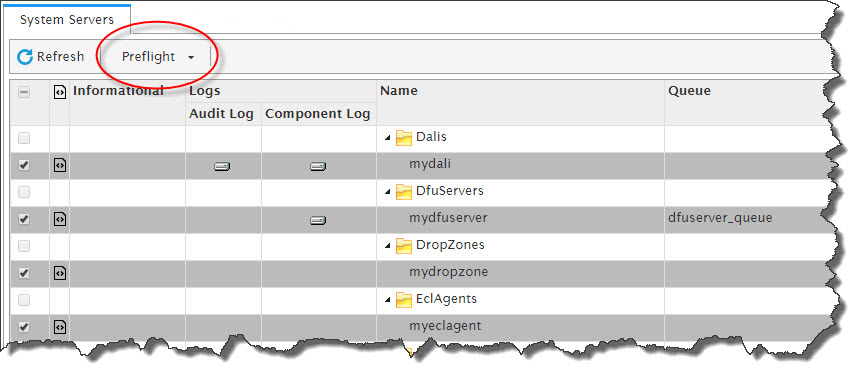 System Servers
Refresh Preflight
Informational Logs Name Queue
Audit Log Component Log
Dalis
mydali
DfuServers
mydfuserver dfuserver_queue
DropZones
mydropzone
EclAgents
myeclagent